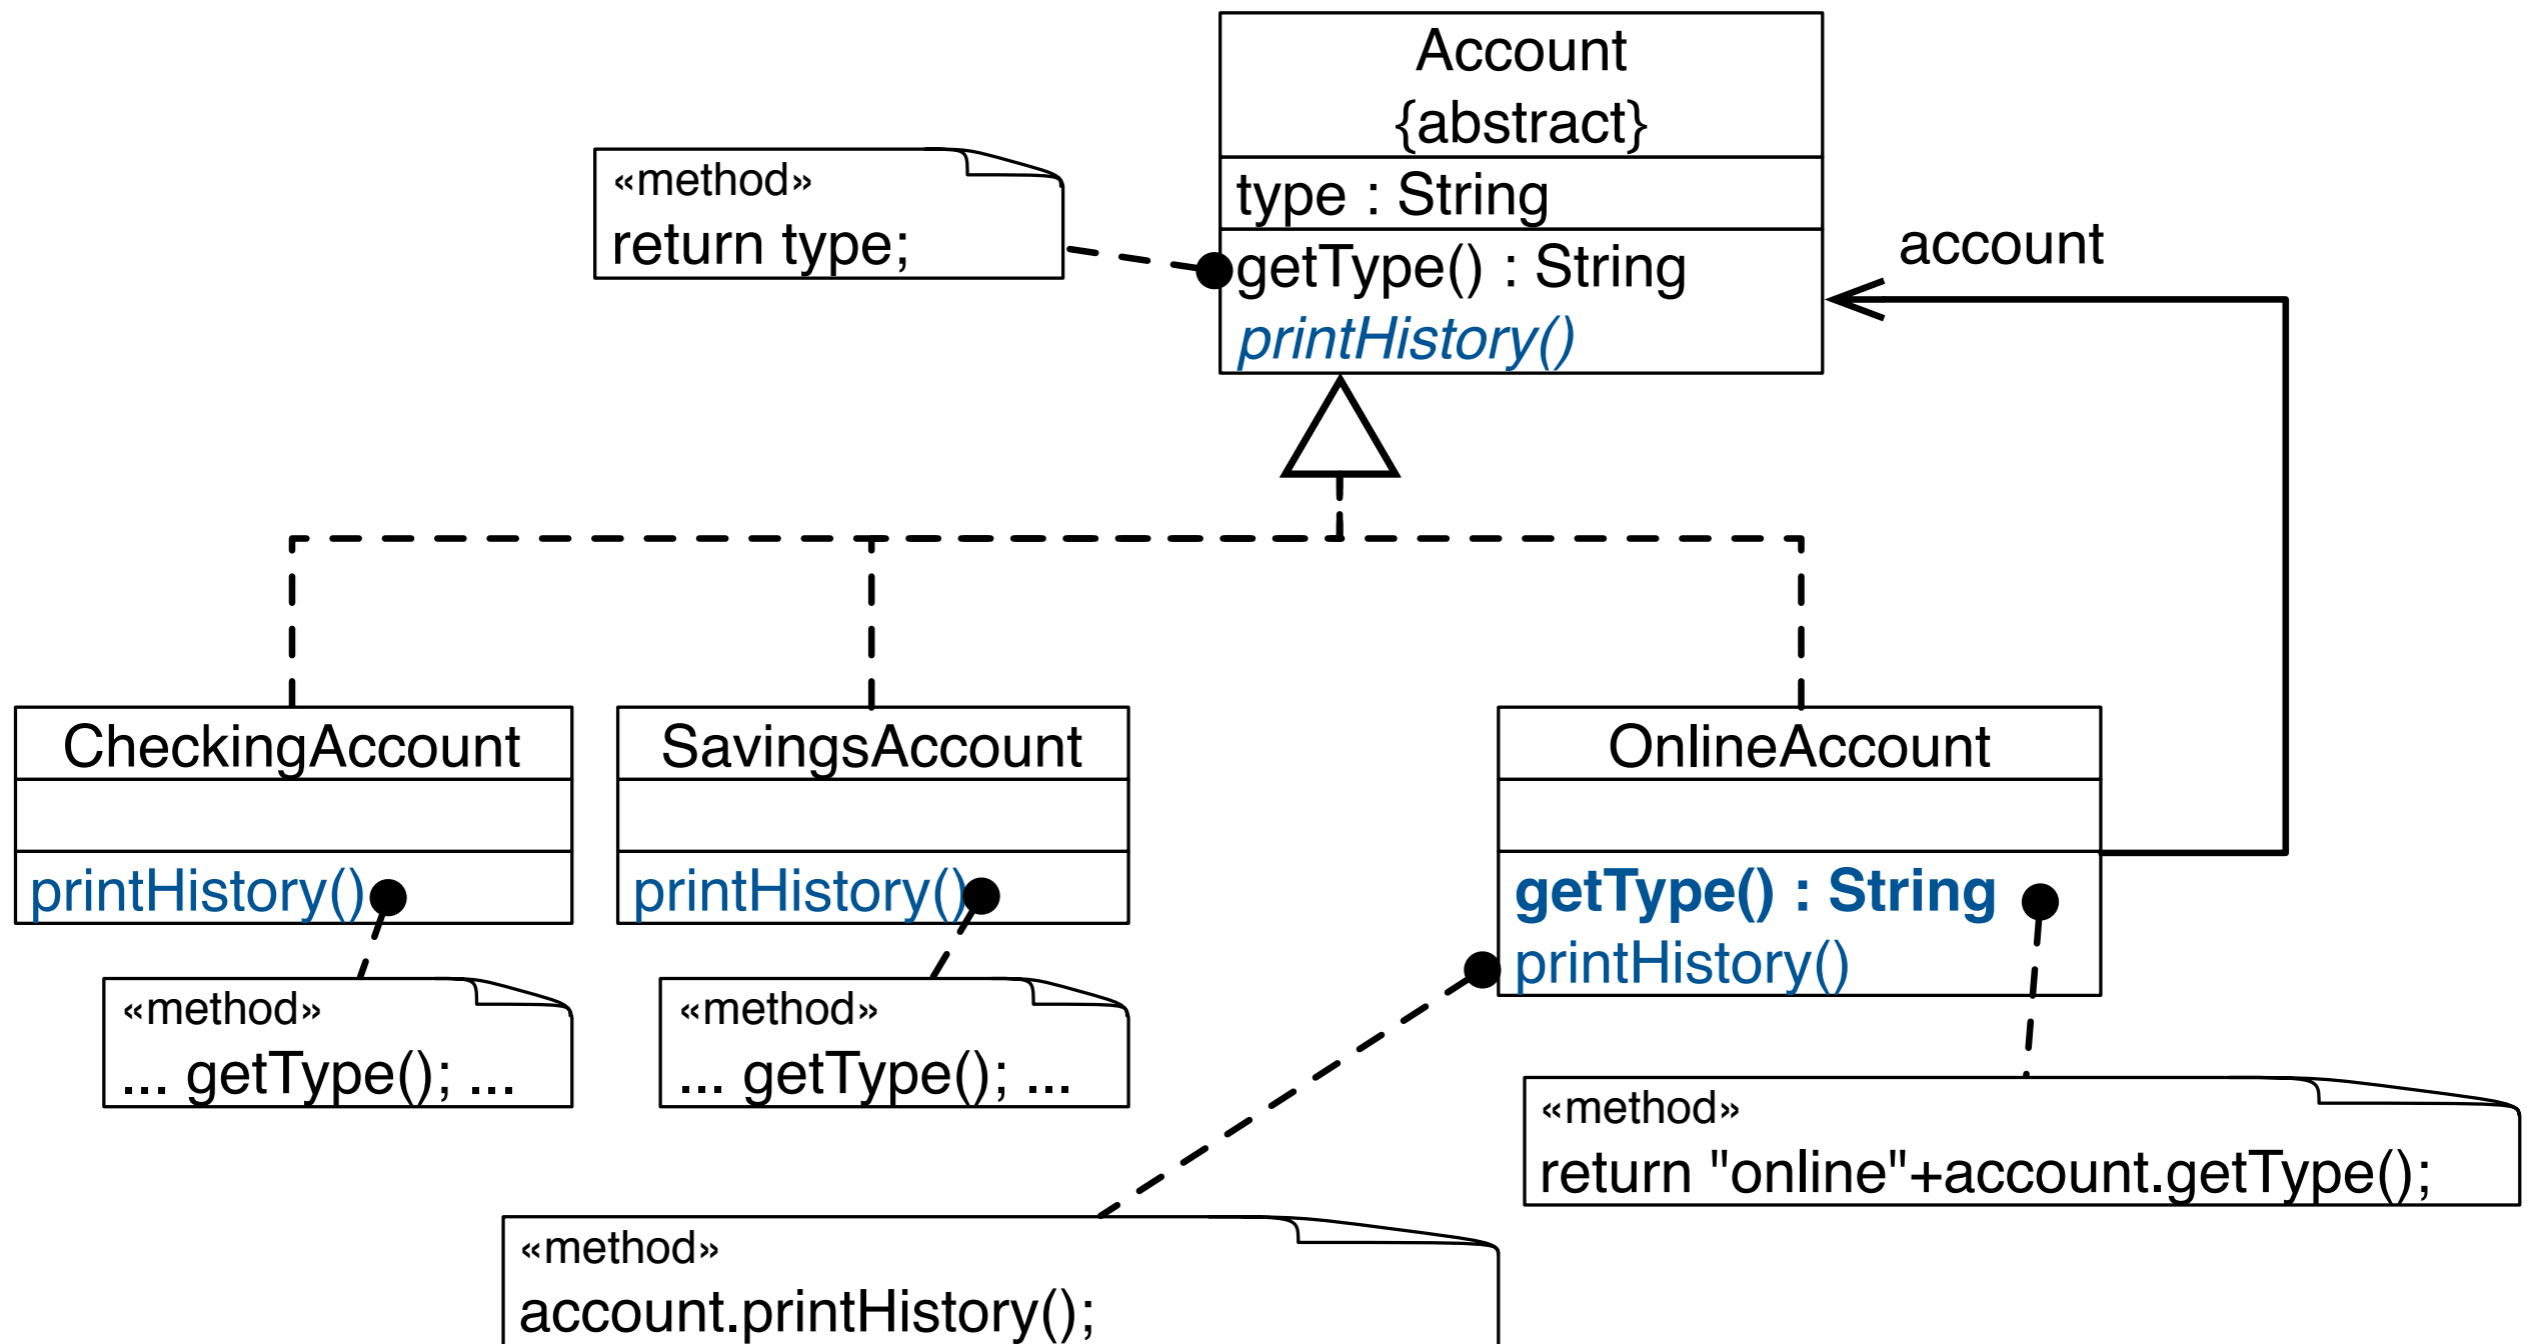 Account
{abstract}
type : String
getType() : String
printHistory()
«method»
return type;
account
CheckingAccount
printHistory()
«method»
... getType(); ...
SavingsAccount
printHistory()
«method»
... getType(); ...
OnlineAccount
getType() : String
printHistory()
«method»
return "online"+account.getType();
«method»
account.printHistory();